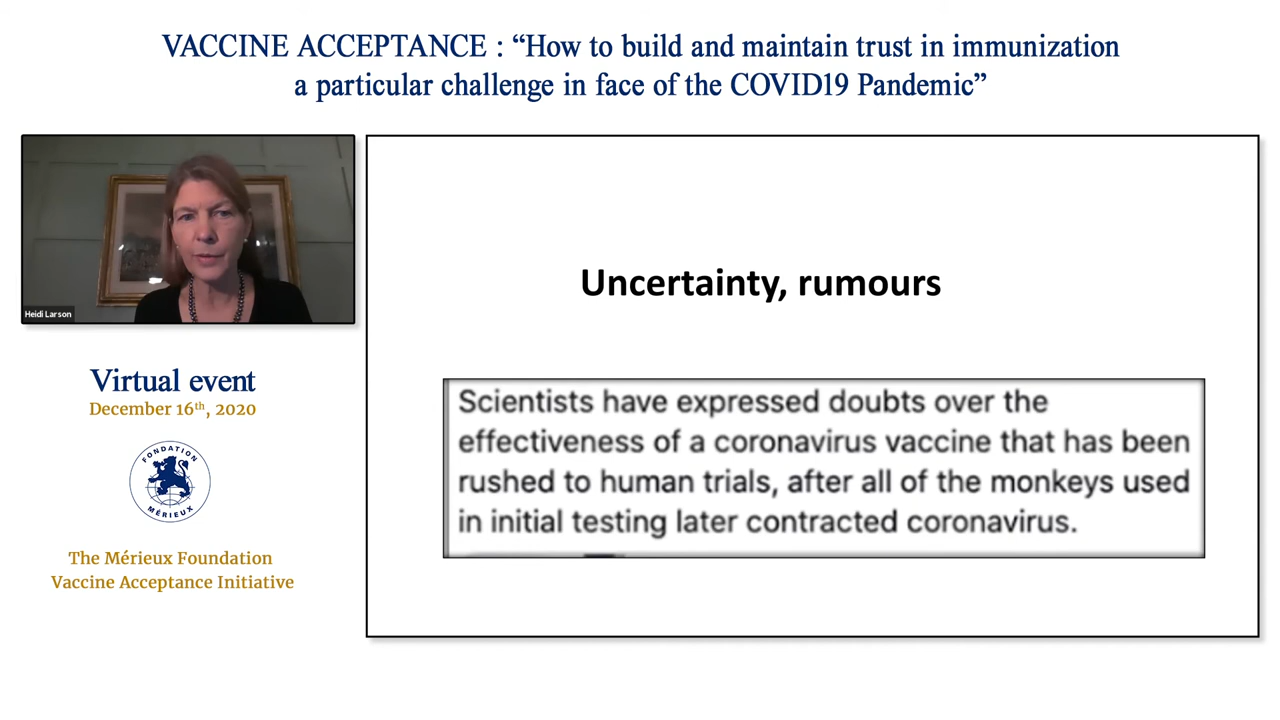 VACCINE ACCEPTANCE : “How to build and maintain trust in immunization
a particular challenge in face of the COVID19 Pandemic”
Heidi Larson
Uncertainty, rumours
Scientists have expressed doubts over the
effectiveness of a coronavirus vaccine that has been
rushed to human trials, after all of the monkeys used
in initial testing later contracted coronavirus.
Virtual event
December 16th, 2020
FONDATION
MÉRIEUX
The Mérieux Foundation
Vaccine Acceptance Initiative